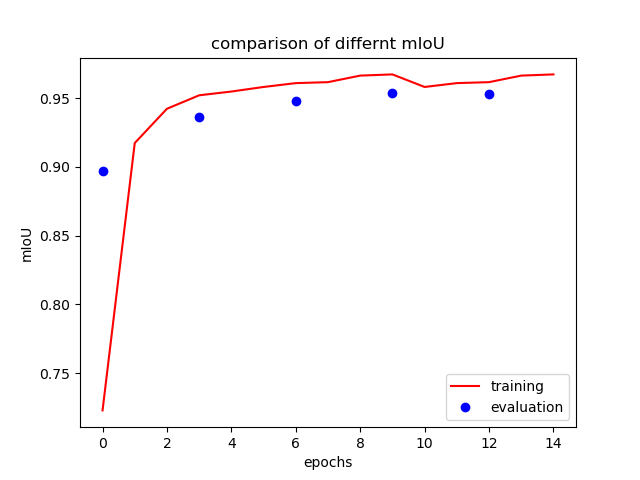 comparison of differnt mIoU
mIoU
0.95
0.90
0.85
0.80
0.75
0 2 4 6 8 10 12 14
epochs
training
evaluation